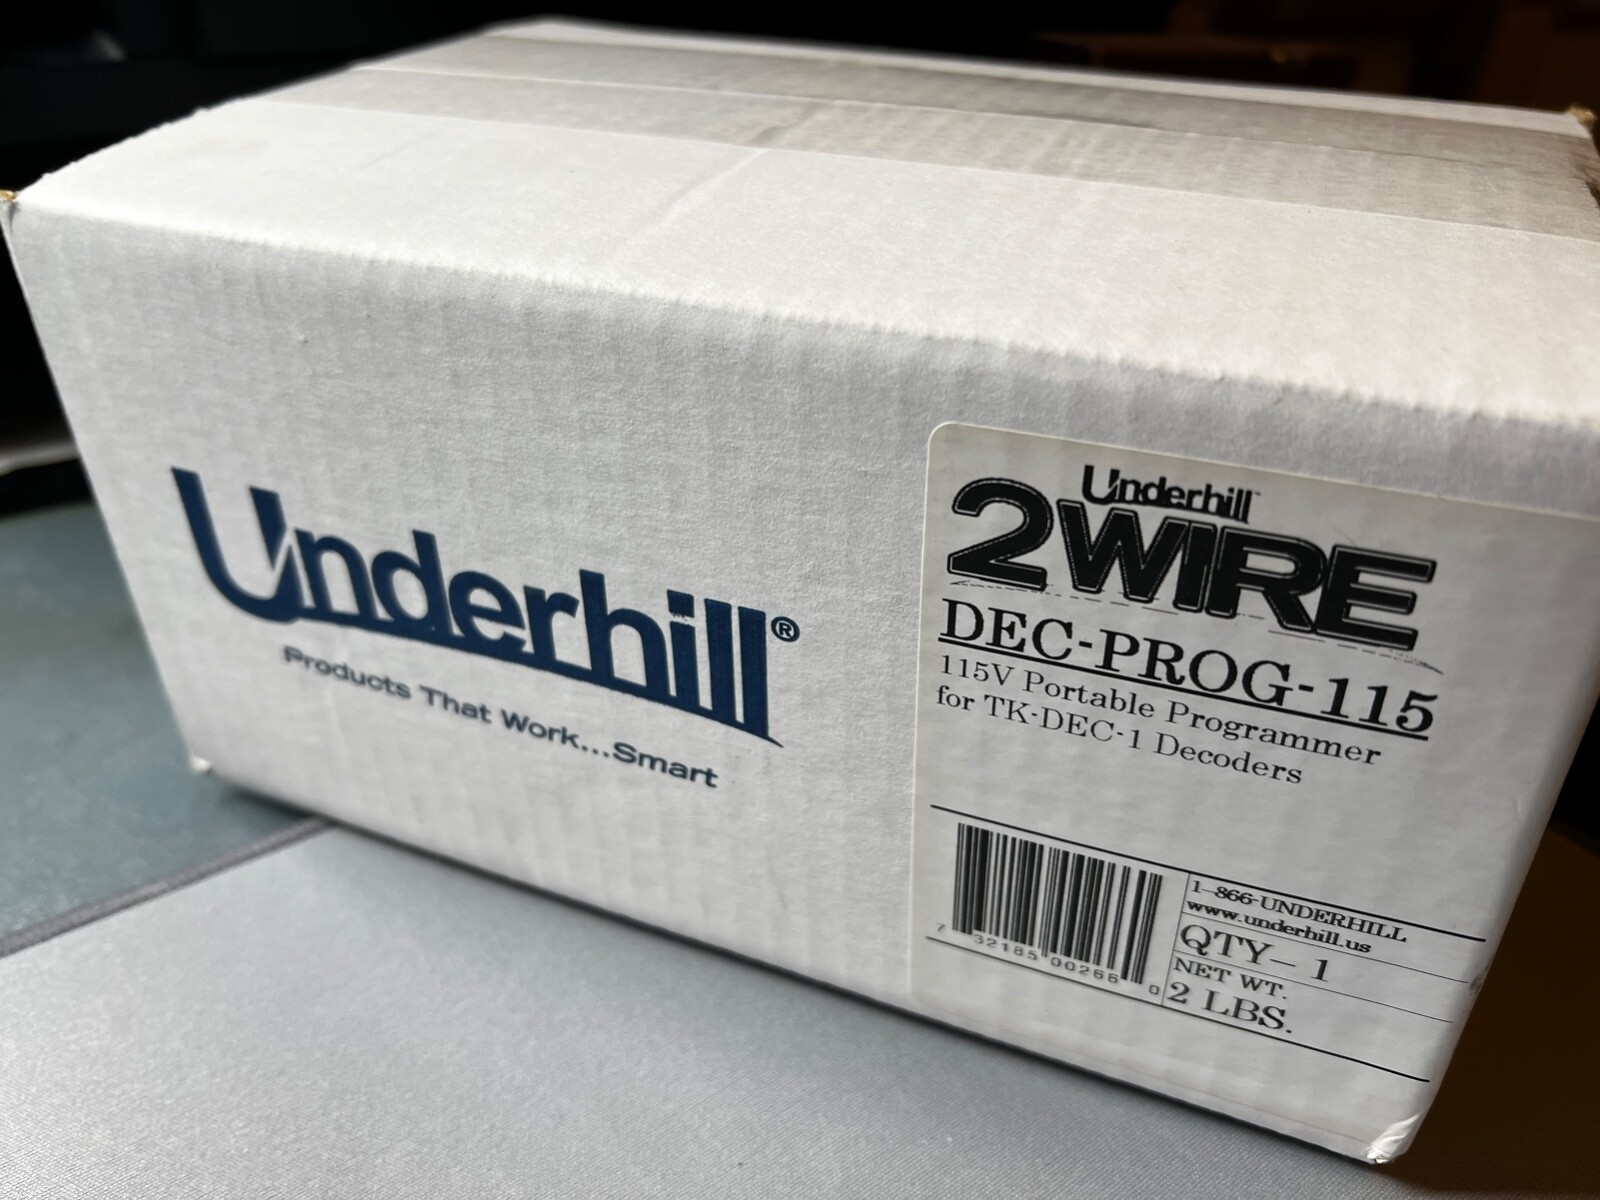 Underhill®
Products That Work...Smart
Underhill™
2WIRE
DEC-PROG-115
115V Portable Programmer
for TK-DEC-1 Decoders
1-866-UNDERHILL
www.underhill.us
QTY- 1
NET WT.
2 LBS.
7 32185 00266 0